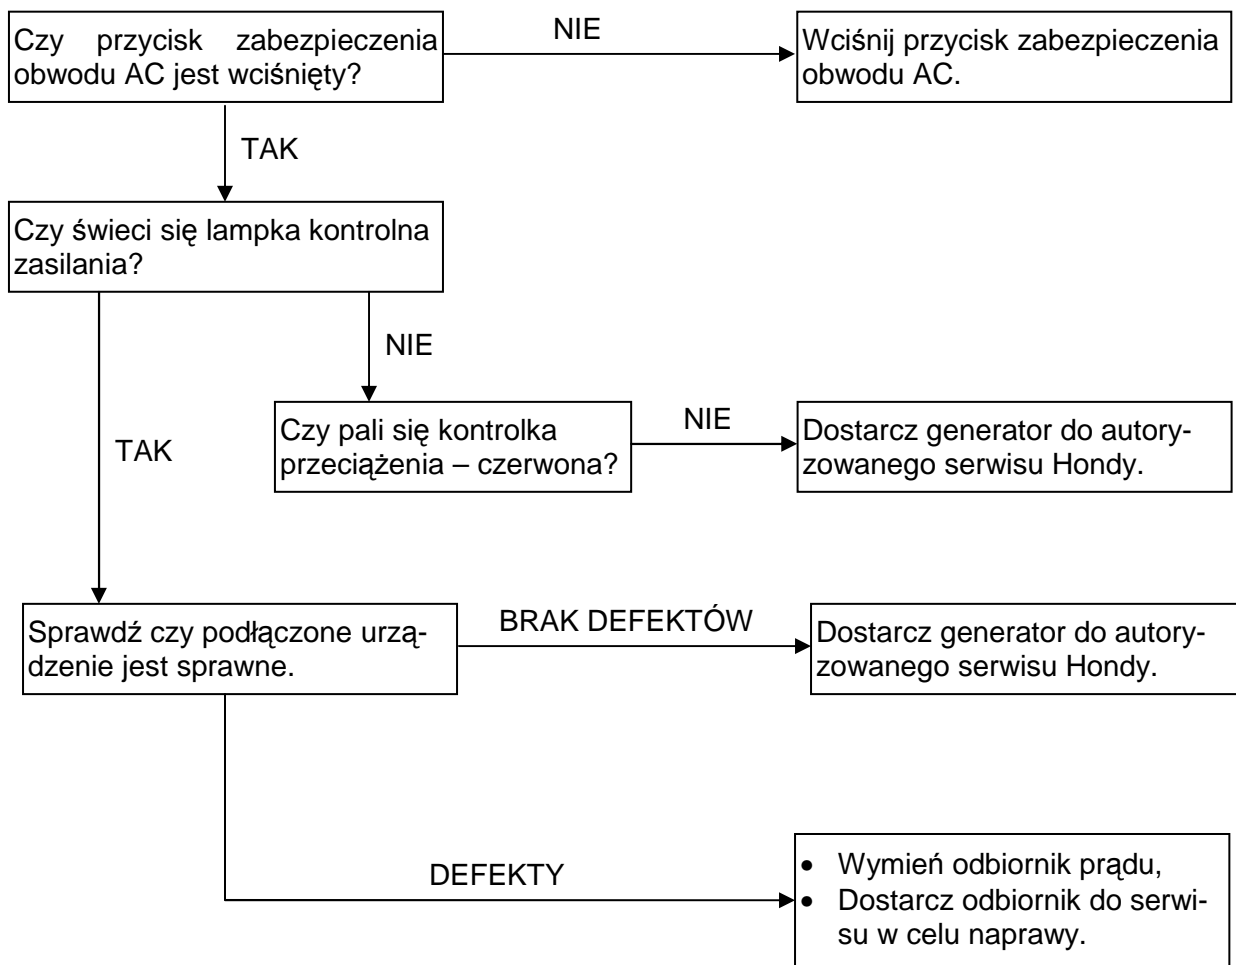 Czy przycisk zabezpieczenia
obwodu AC jest wciśnięty?
NIE
Wciśnij przycisk zabezpieczenia
obwodu AC.
TAK
Czy świeci się lampka kontrolna
zasilania?
NIE
TAK
Czy pali się kontrolka
przeciążenia – czerwona?
NIE
Dostarcz generator do autory-
zowanego serwisu Hondy.
Sprawdź czy podłączone urzą-
dzenie jest sprawne.
BRAK DEFEKTÓW
Dostarcz generator do autory-
zowanego serwisu Hondy.
DEFEKTY
• Wymień odbiornik prądu,
• Dostarcz odbiornik do serwi-
su w celu naprawy.